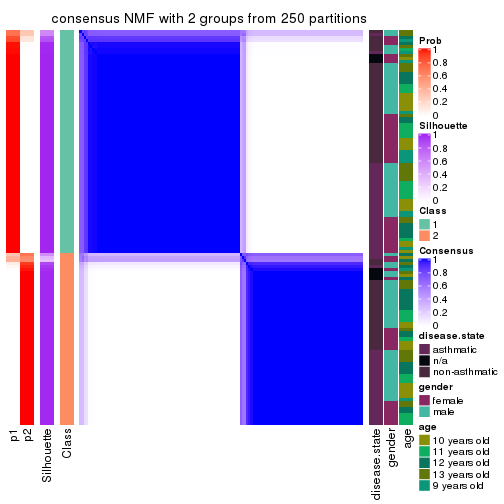 consensus NMF with 2 groups from 250 partitions
Prob
1
0.8
0.6
0.4
0.2
0
Silhouette
1
0.8
0.6
0.4
0.2
0
Class
1
2
Consensus
1
0.8
0.6
0.4
0.2
0
disease.state
asthmatic
n/a
non-asthmatic
gender
female
male
age
10 years old
11 years old
12 years old
13 years old
9 years old
p1
p2
Silhouette
Class
disease.state
gender
age